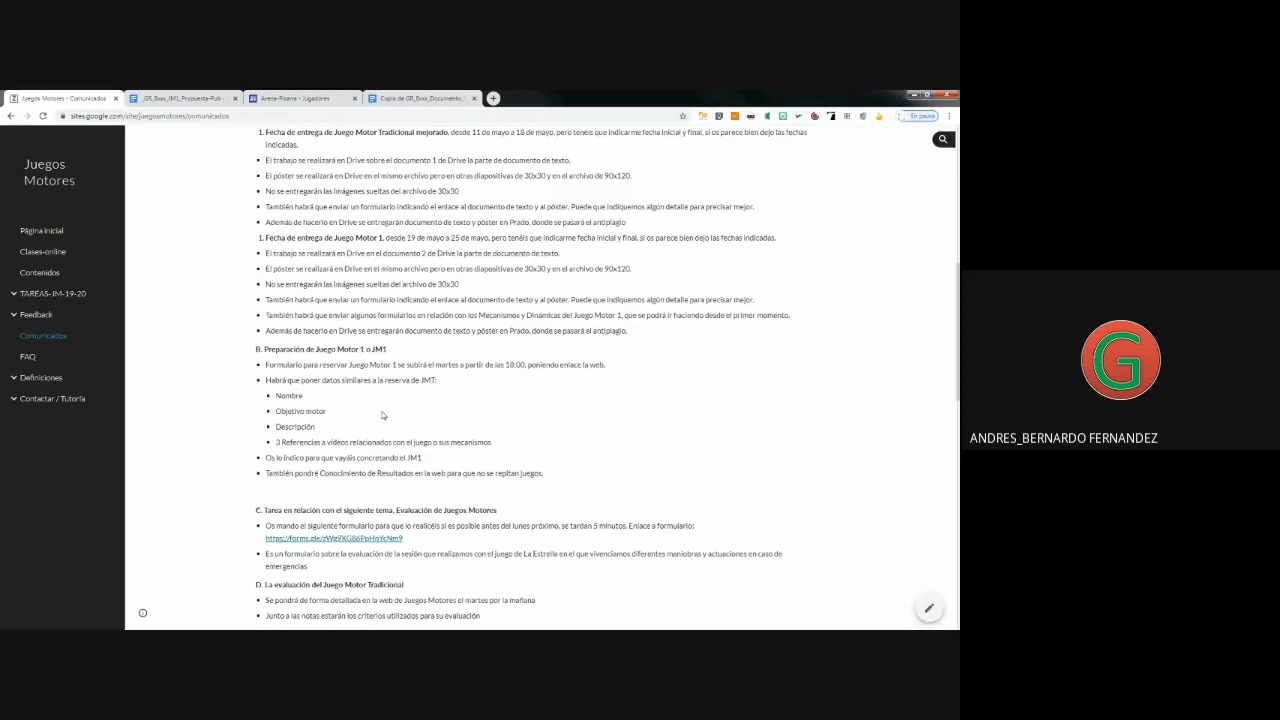 Juegos Motores - Comunicados
_GR_Bxxx_JM1_Propuesta-Pub -
Arena-Pizarra - Jugadores
Copia de GR_Bxxx_Documento_
sites.google.com/site/juegosmotores/comunicados
En pausa
Juegos
Motores
Página inicial
Clases-online
Contenidos
TAREAS-JM-19-20
Feedback
Comunicados
FAQ
Definiciones
Contactar / Tutoría
1. Fecha de entrega de Juego Motor Tradicional mejorado, desde 11 de mayo a 18 de mayo, pero tenéis que indicarme fecha inicial y final, si os parece bien dejo las fechas
indicadas.
▪ El trabajo se realizará en Drive sobre el documento 1 de Drive la parte de documento de texto.
▪ El póster se realizará en Drive en el mismo archivo pero en otras diapositivas de 30x30 y en el archivo de 90x120.
▪ No se entregarán las imágenes sueltas del archivo de 30x30
▪ También habrá que enviar un formulario indicando el enlace al documento de texto y al póster. Puede que indiquemos algún detalle para precisar mejor.
▪ Además de hacerlo en Drive se entregarán documento de texto y póster en Prado, donde se pasará el antiplagio
1. Fecha de entrega de Juego Motor 1, desde 19 de mayo a 25 de mayo, pero tenéis que indicarme fecha inicial y final, si os parece bien dejo las fechas indicadas.
▪ El trabajo se realizará en Drive en el documento 2 de Drive la parte de documento de texto.
▪ El póster se realizará en Drive en el mismo archivo pero en otras diapositivas de 30x30 y en el archivo de 90x120.
▪ No se entregarán las imágenes sueltas del archivo de 30x30
▪ También habrá que enviar un formulario indicando el enlace al documento de texto y al póster. Puede que indiquemos algún detalle para precisar mejor.
▪ También habrá que enviar algunos formularios en relación con los Mecanismos y Dinámicas del Juego Motor 1, que se podrá ir haciendo desde el primer momento.
▪ Además de hacerlo en Drive se entregarán documento de texto y póster en Prado, donde se pasará el antiplagio.
B. Preparación de Juego Motor 1 o JM1
▪ Formulario para reservar Juego Motor 1 se subirá el martes a partir de las 18:00, poniendo enlace la web.
▪ Habrá que poner datos similares a la reserva de JMT:
▪ Nombre
▪ Objetivo motor
▪ Descripción
▪ 3 Referencias a videos relacionados con el juego o sus mecanismos
▪ Os lo indico para que vayáis concretando el JM1
▪ También pondré Conocimiento de Resultados en la web para que no se repitan juegos.
C. Tarea en relación con el siguiente tema, Evaluación de Juegos Motores
▪ Os mando el siguiente formulario para que lo realicéis si es posible antes del lunes próximo, se tardan 5 minutos. Enlace a formulario:
https://forms.gle/zWg9XG86PpHnYcNm9
▪ Es un formulario sobre la evaluación de la sesión que realizamos con el juego de La Estrella en el que vivenciamos diferentes maniobras y actuaciones en caso de
emergencias
D. La evaluación del Juego Motor Tradicional
▪ Se pondrá de forma detallada en la web de Juegos Motores el martes por la mañana
▪ Junto a las notas estarán los criterios utilizados para su evaluación
G
ANDRES_BERNARDO FERNANDEZ